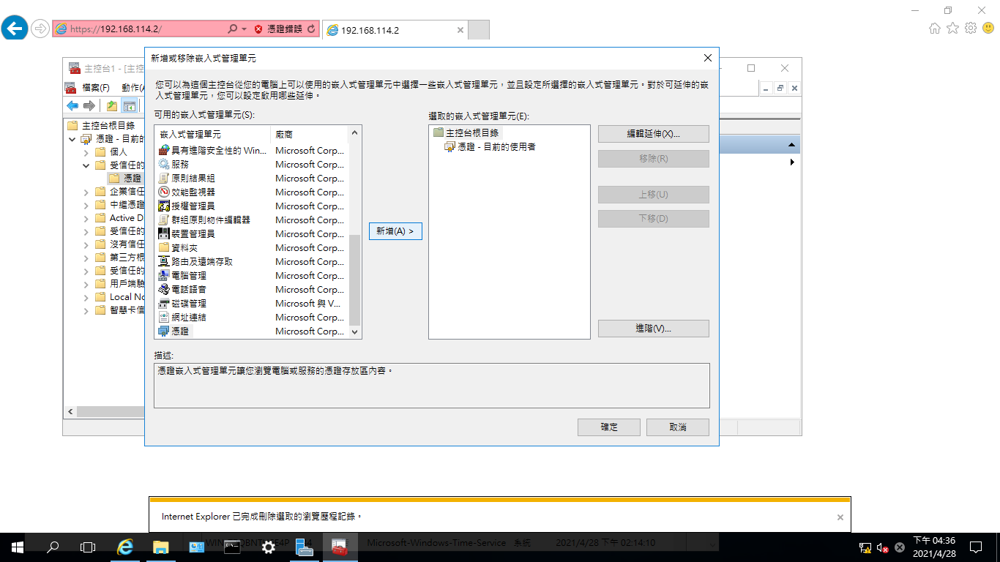 https://192.168.114.2/
憑證錯誤
192.168.114.2
主控台1 - [主控
檔案(F) 動作(A
新增或移除嵌入式管理單元
您可以為這個主控台從您的電腦上可以使用的嵌入式管理單元中選擇一些嵌入式管理單元，並且設定所選擇的嵌入式管理單元。對於可延伸的嵌
入式管理單元，您可以設定啟用哪些延伸。
可用的嵌入式管理單元(S):
嵌入式管理單元 廠商
具有進階安全性的 Win... Microsoft Corp...
服務 Microsoft Corp...
原則結果組 Microsoft Corp...
效能監視器 Microsoft Corp...
授權管理員 Microsoft Corp...
群組原則物件編輯器 Microsoft Corp...
裝置管理員 Microsoft Corp...
資料夾 Microsoft Corp...
路由及遠端存取 Microsoft Corp...
電腦管理 Microsoft Corp...
電話語音 Microsoft Corp...
磁碟管理 Microsoft 與 V...
網址連結 Microsoft Corp...
憑證 Microsoft Corp...
新增(A) >
選取的嵌入式管理單元(E):
主控台根目錄
憑證 - 目前的使用者
編輯延伸(X)...
移除(R)
上移(U)
下移(D)
進階(V)...
描述:
憑證嵌入式管理單元讓您瀏覽電腦或服務的憑證存放區內容。
確定
取消
主控台根目錄
憑證 - 目前的
個人
受信任的
憑證
企業信任
中繼憑證
Active D
受信任的
沒有信任
第三方根
受信任的
用戶端驗
Local No
智慧卡信
Internet Explorer 已完成刪除選取的瀏覽歷程記錄。
Microsoft-Windows-Time-Service 系統 2021/4/28 下午 02:14:10
下午 04:36
2021/4/28